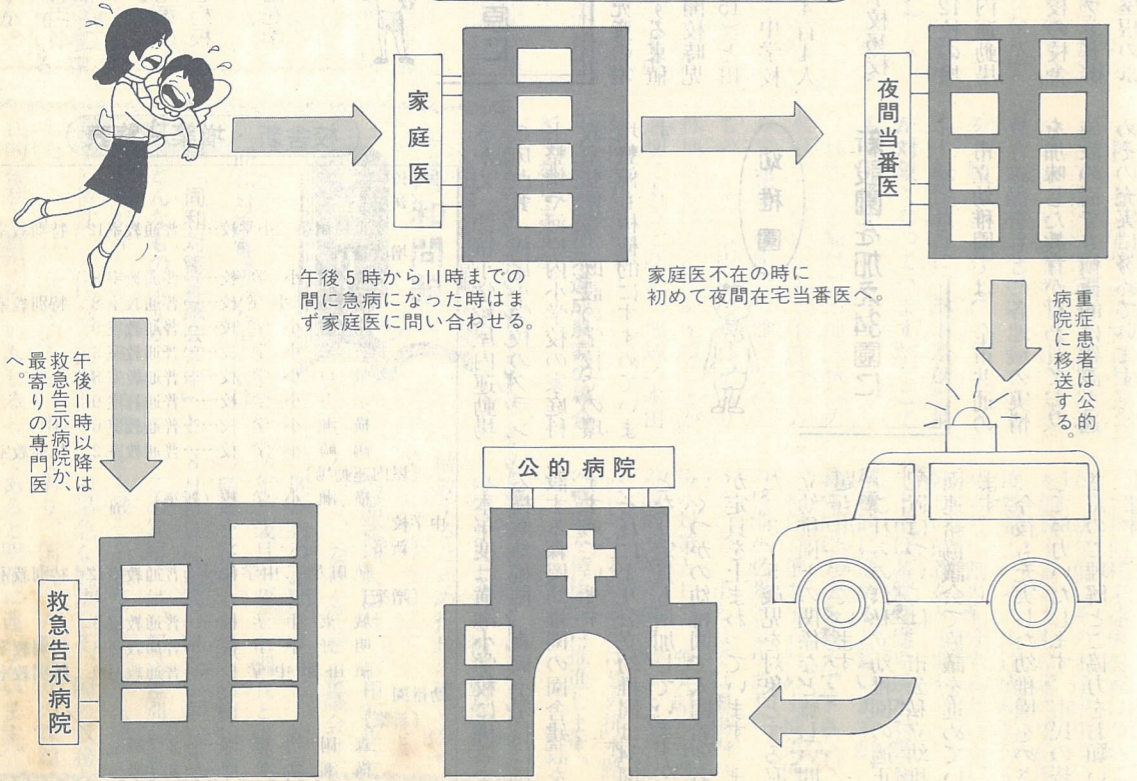 家庭医
午後5時から11時までの
間に急病になった時はま
ず家庭医に問い合わせる。
夜間当番医
家庭医不在の時に
初めて夜間在宅当番医へ。
重症患者は公的
病院に移送する。
公的病院
午後11時以降は
救急告示病院か、
最寄りの専門医
へ。
救急告示病院